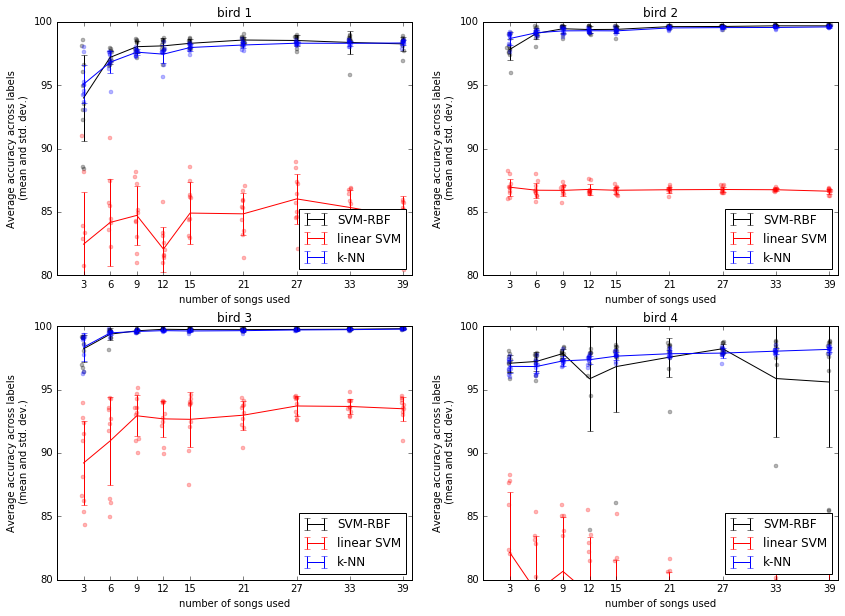 bird 1
100
95
90
85
80
Average accuracy across labels
(mean and std. dev.)
3 6 9 12 15 21 27 33 39
number of songs used
SVM-RBF
linear SVM
k-NN
bird 2
100
95
90
85
80
Average accuracy across labels
(mean and std. dev.)
3 6 9 12 15 21 27 33 39
number of songs used
SVM-RBF
linear SVM
k-NN
bird 3
100
95
90
85
80
Average accuracy across labels
(mean and std. dev.)
3 6 9 12 15 21 27 33 39
number of songs used
SVM-RBF
linear SVM
k-NN
bird 4
100
95
90
85
80
Average accuracy across labels
(mean and std. dev.)
3 6 9 12 15 21 27 33 39
number of songs used
SVM-RBF
linear SVM
k-NN